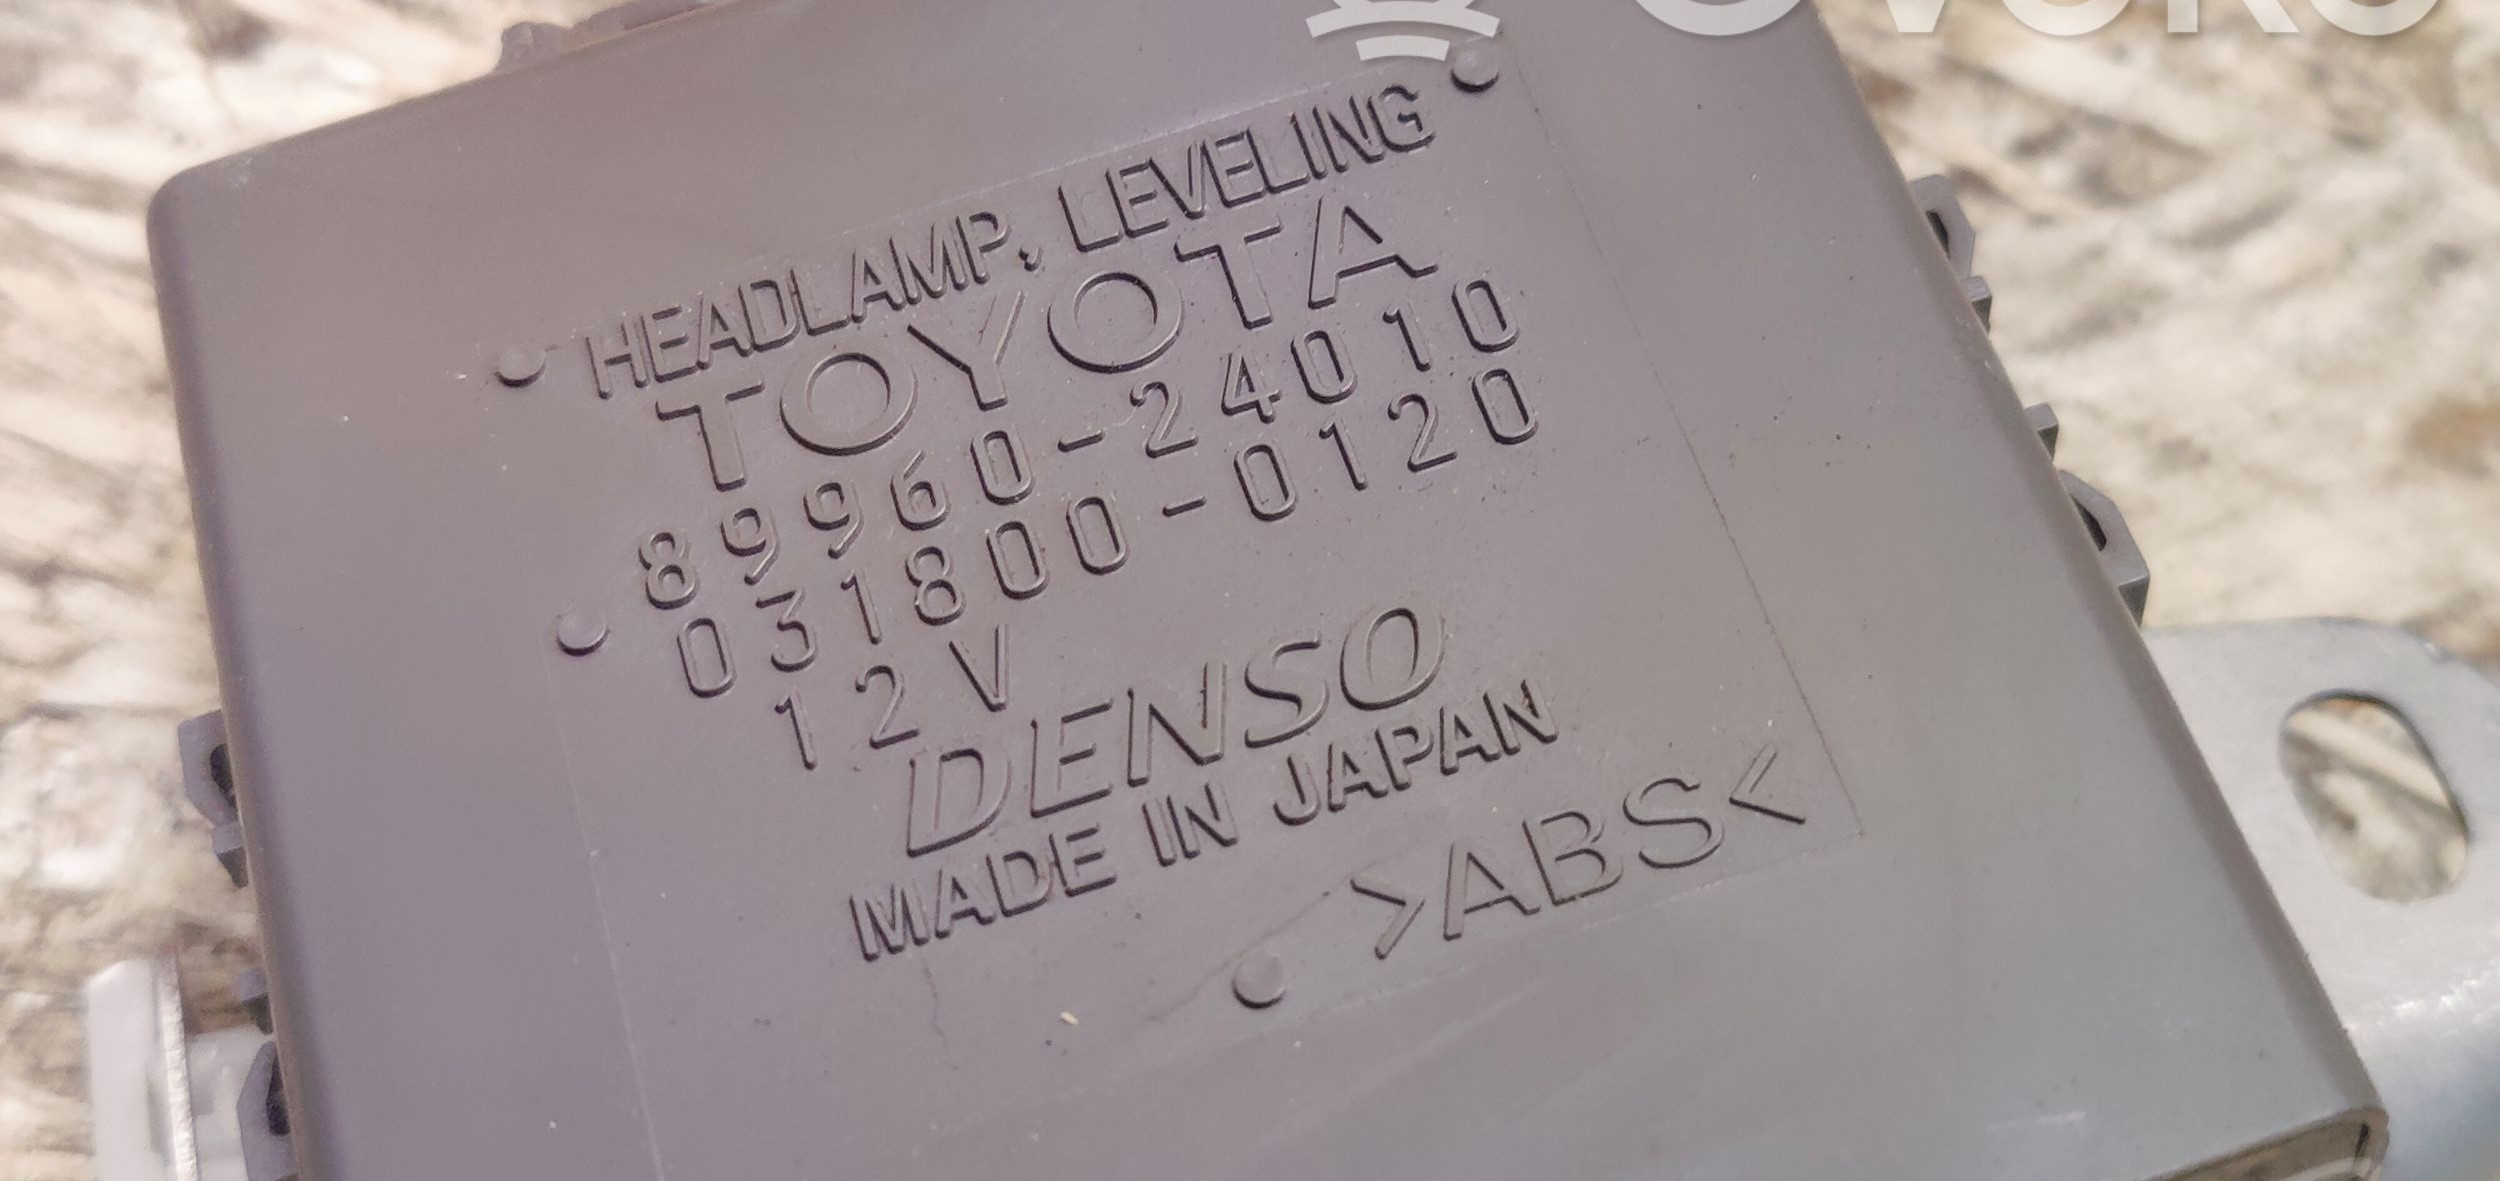 HEADLAMP, LEVELING
TOYOTA
89960-24010
031800-0120
12V
DENSO
MADE IN JAPAN
>ABS<